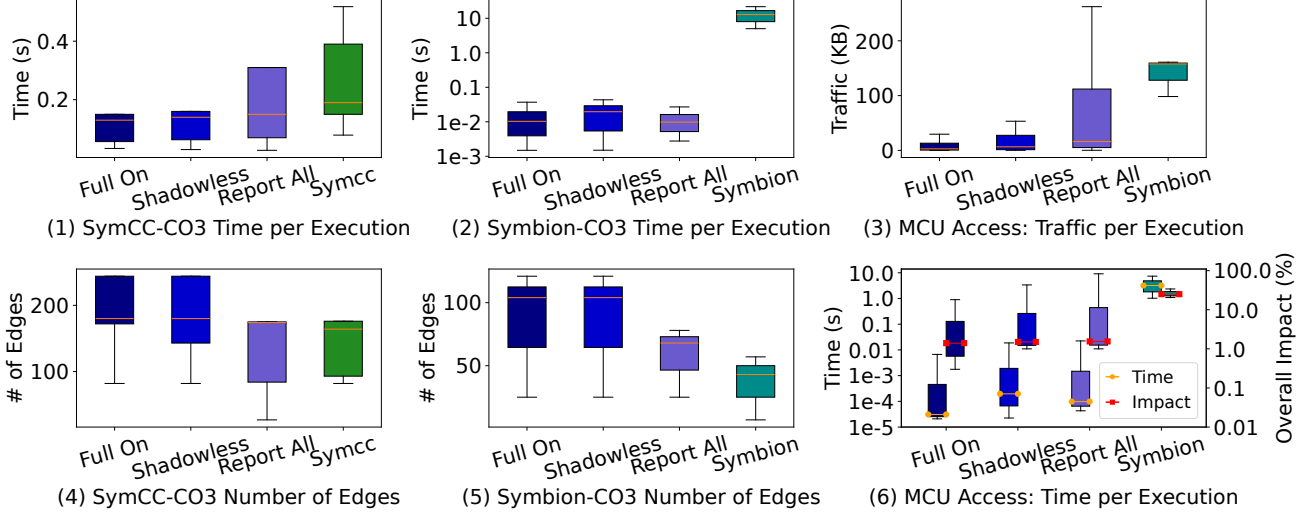 Time (s)
0.4
0.2
Full On
Shadowless
Report All
Symcc
(1) SymCC-CO3 Time per Execution
Time (s)
10
1.0
0.1
1e-2
1e-3
Full On
Shadowless
Report All
Symbion
(2) Symbion-CO3 Time per Execution
Traffic (KB)
200
100
0
Full On
Shadowless
Report All
Symbion
(3) MCU Access: Traffic per Execution
# of Edges
200
100
Full On
Shadowless
Report All
Symcc
(4) SymCC-CO3 Number of Edges
# of Edges
100
50
Full On
Shadowless
Report All
Symbion
(5) Symbion-CO3 Number of Edges
Time (s)
10.0
1.0
0.1
0.01
1e-3
1e-4
1e-5
Time
Impact
100.0
10.0
1.0
0.1
0.01
Overall Impact (%)
Full On
Shadowless
Report All
Symbion
(6) MCU Access: Time per Execution